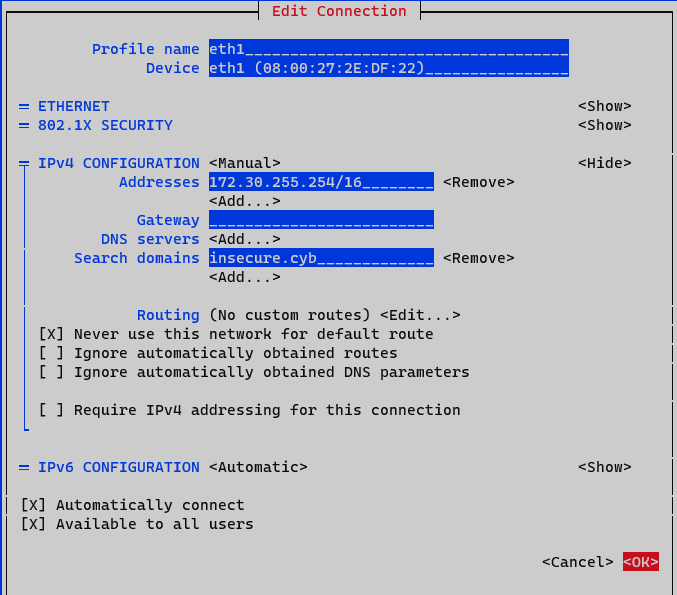 Edit Connection
Profile name eth1____________________________________
Device eth1 (08:00:27:2E:DF:22)________________
= ETHERNET <Show>
= 802.1X SECURITY <Show>
IPv4 CONFIGURATION <Manual> <Hide>
Addresses 172.30.255.254/16________ <Remove>
<Add...>
Gateway _________________________
DNS servers <Add...>
Search domains insecure.cyb_____________ <Remove>
<Add...>
Routing (No custom routes) <Edit...>
[X] Never use this network for default route
[ ] Ignore automatically obtained routes
[ ] Ignore automatically obtained DNS parameters
[ ] Require IPv4 addressing for this connection
= IPv6 CONFIGURATION <Automatic> <Show>
[X] Automatically connect
[X] Available to all users
<Cancel> <OK>